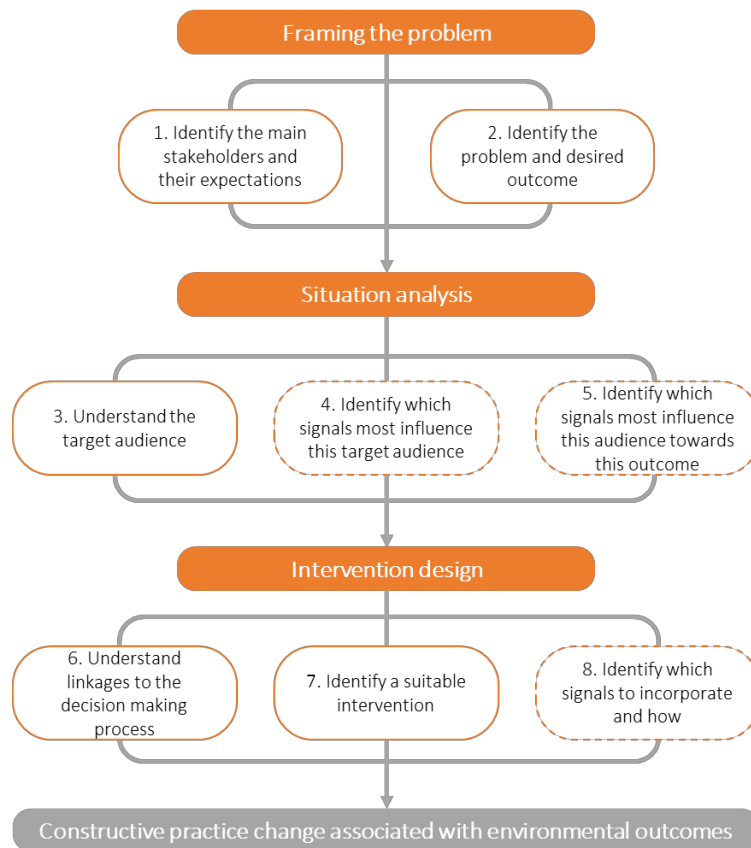 Framing the problem
1. Identify the main
stakeholders and
their expectations
2. Identify the
problem and desired
outcome
Situation analysis
3. Understand the
target audience
4. Identify which
signals most influence
this target audience
5. Identify which
signals most influence
this audience towards
this outcome
Intervention design
6. Understand
linkages to the
decision making
process
7. Identify a suitable
intervention
8. Identify which
signals to incorporate
and how
Constructive practice change associated with environmental outcomes